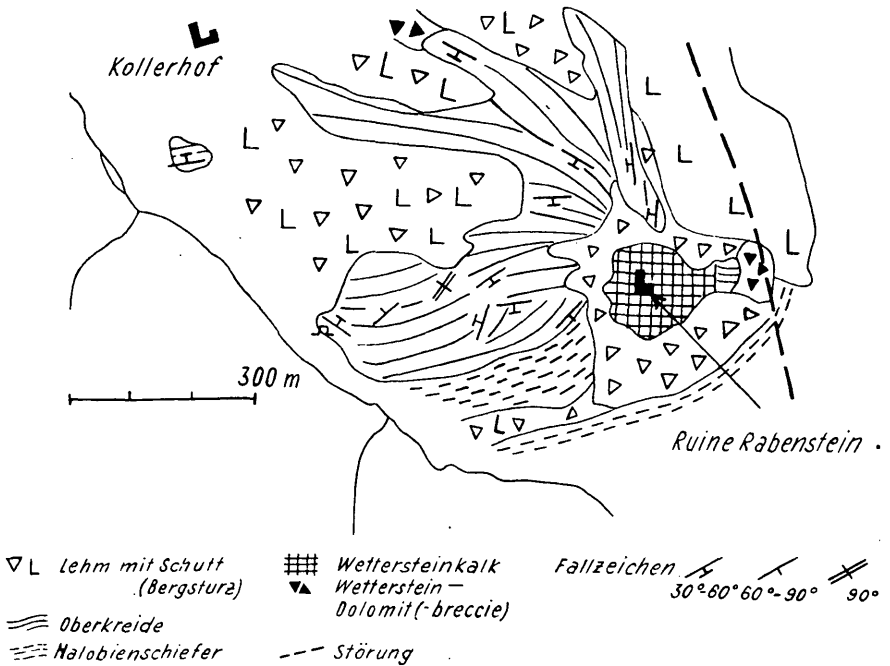 Kollerhof
300 m
Ruine Rabenstein
L Lehm mit Schutt
(Bergsturz)
Oberkreide
Halobienschiefer
Wettersteinkalk
Wetterstein-
Dolomit (-breccie)
Störung
Fallzeichen
30°-60° 60°-90° 90°